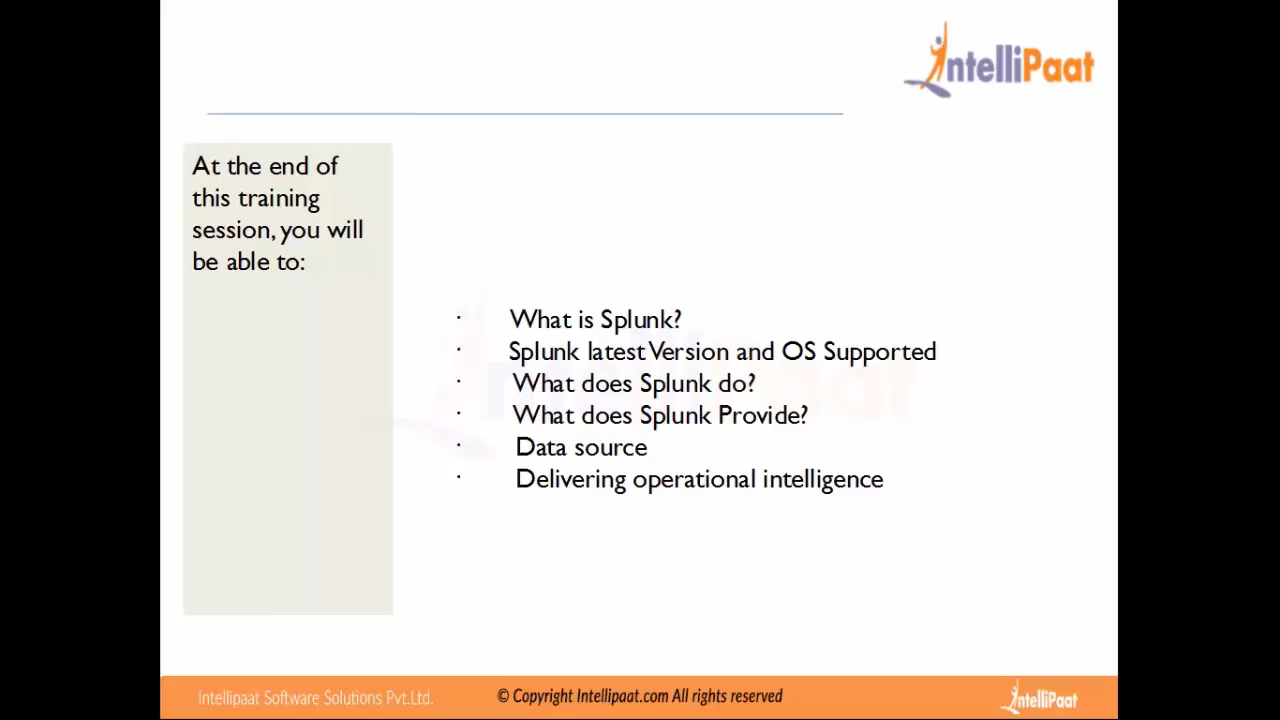 IntelliPaat
At the end of
this training
session, you will
be able to:
· What is Splunk?
· Splunk latest Version and OS Supported
· What does Splunk do?
· What does Splunk Provide?
· Data source
· Delivering operational intelligence
IntelliPaat
Intellipaat Software Solutions Pvt.Ltd.
© Copyright Intellipaat.com All rights reserved
IntelliPaat